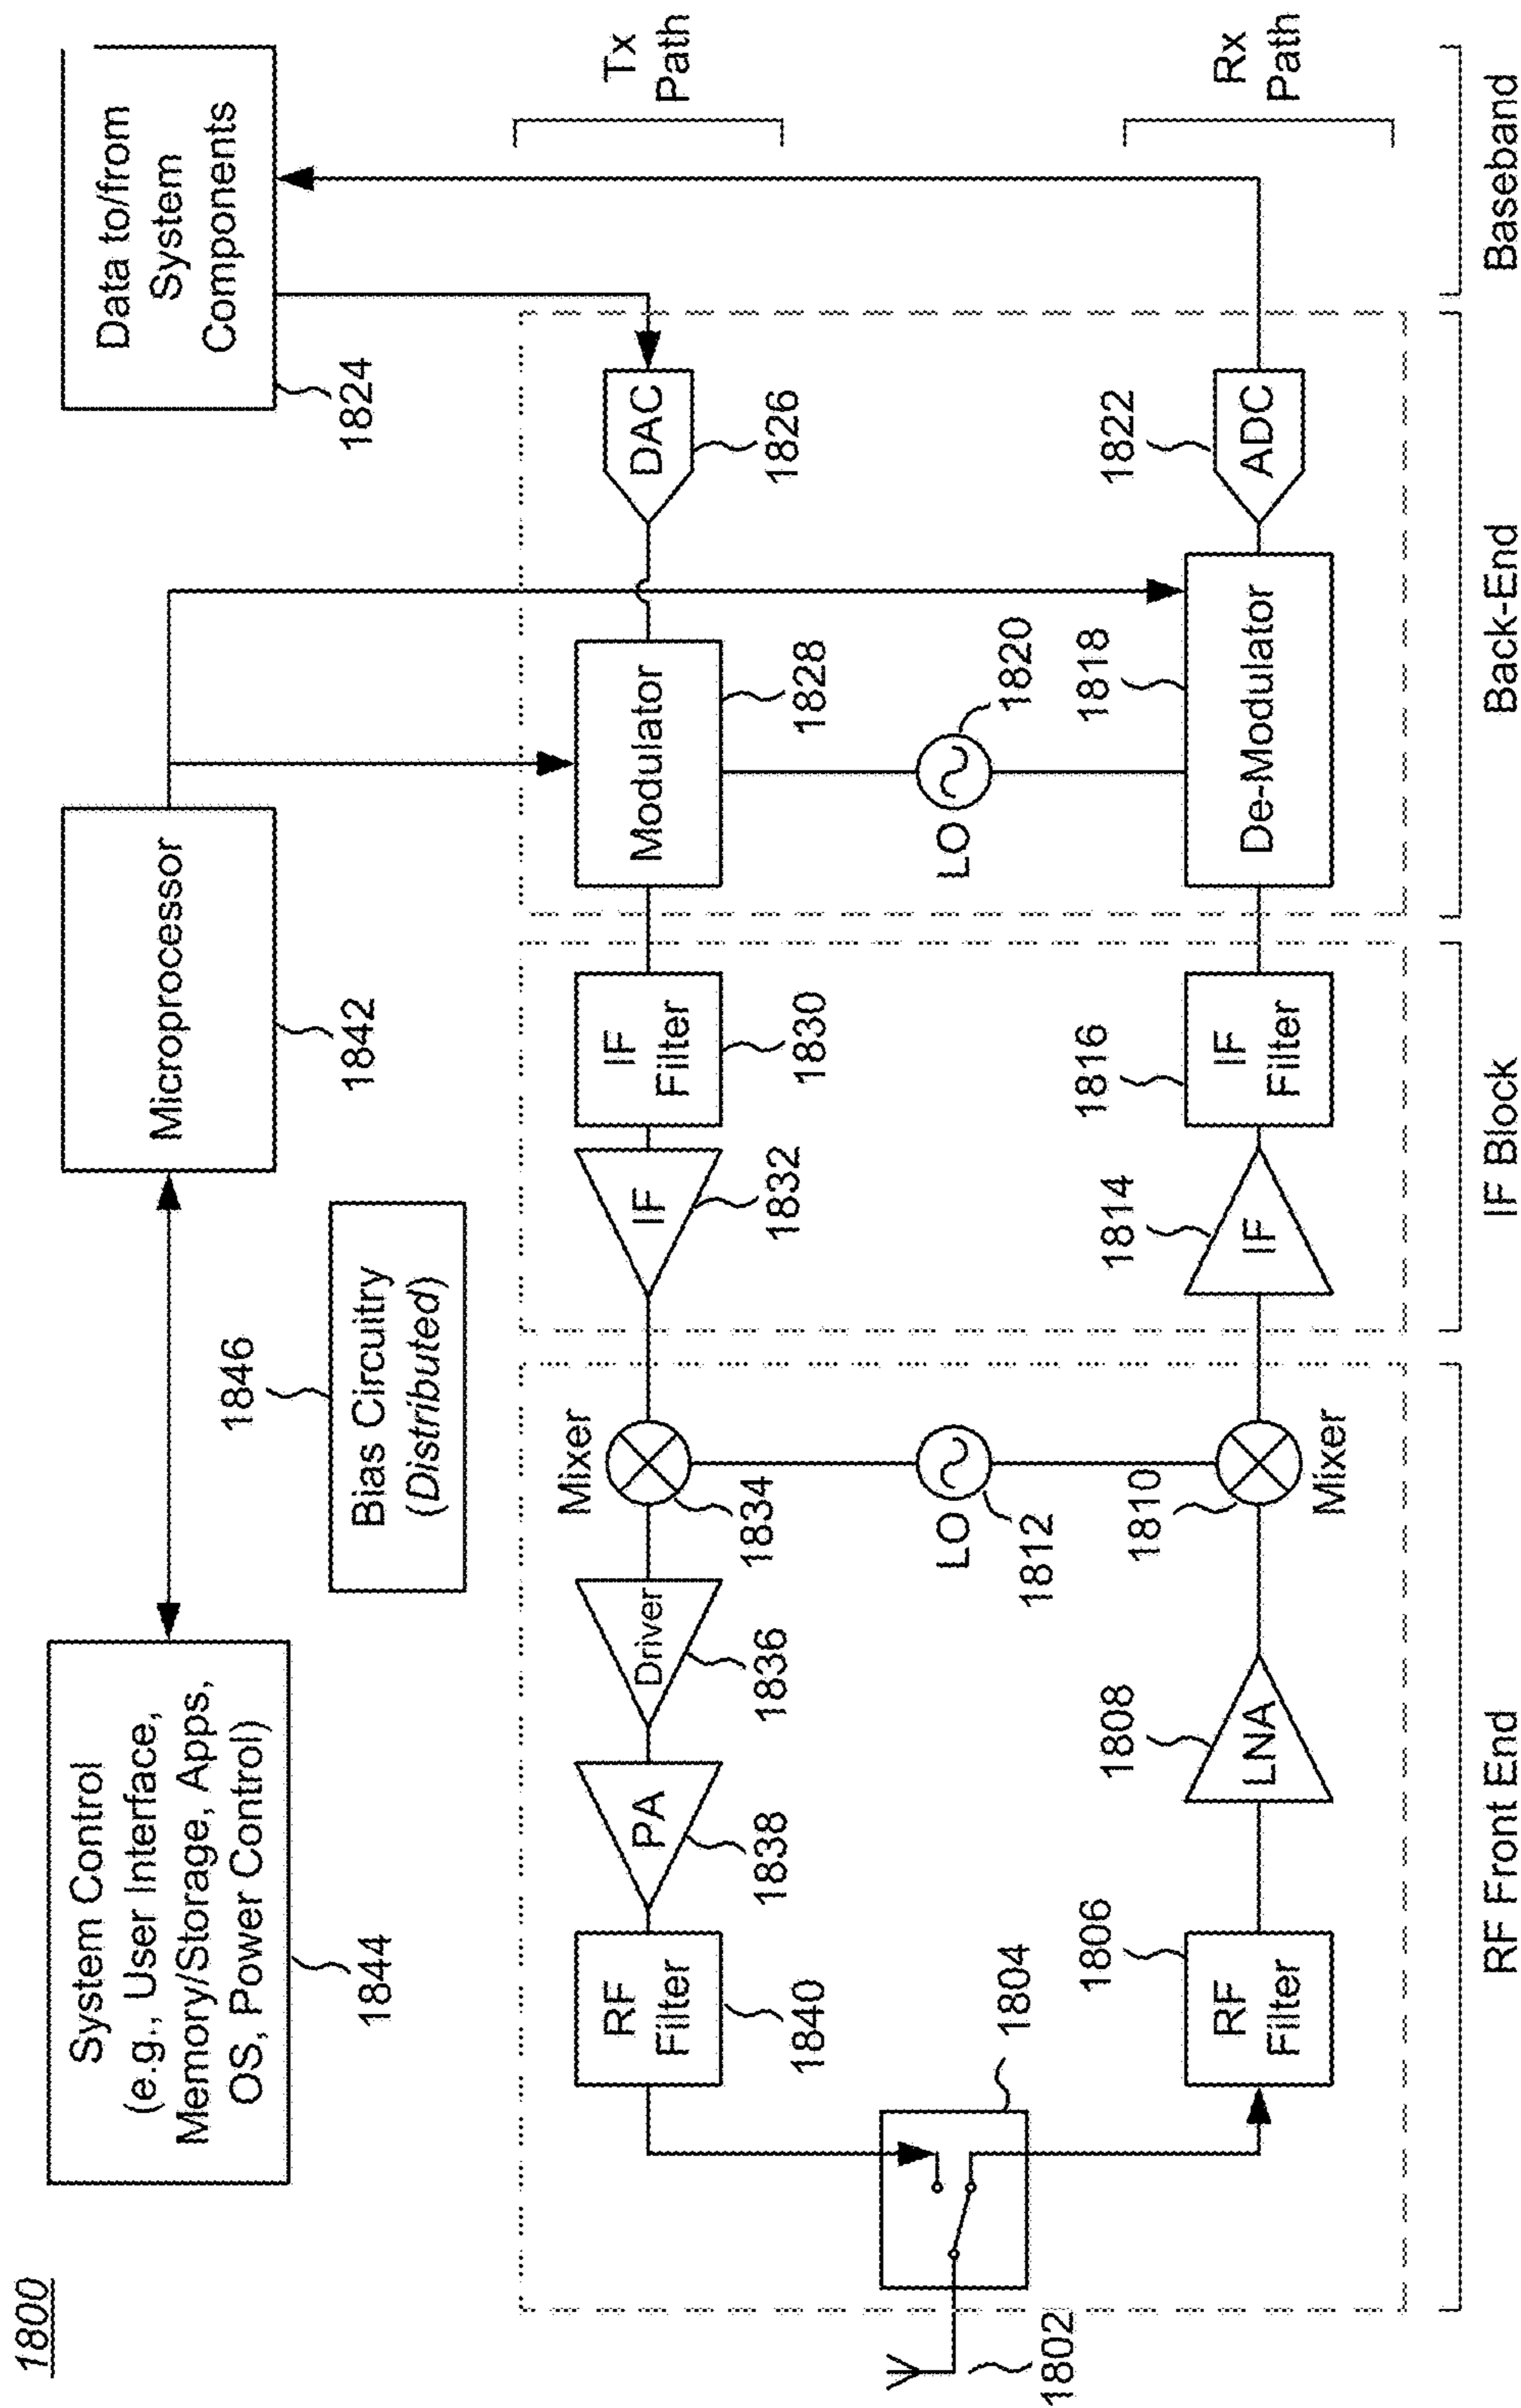 1800
System Control
(e.g., User Interface,
Memory/Storage, Apps,
OS, Power Control)
1844
1846
Bias Circuitry
(Distributed)
Microprocessor
1842
Data to/from
System
Components
1824
Tx
Path
RF
Filter
1840
PA
1838
Driver
1836
Mixer
1834
IF
1832
IF
Filter
1830
Modulator
1828
DAC
1826
1802
1804
LO
1812
LO
1820
Rx
Path
1806
RF
Filter
1808
LNA
1810
Mixer
1814
IF
1816
IF
Filter
1818
De-Modulator
1822
ADC
RF Front End
IF Block
Back-End
Baseband